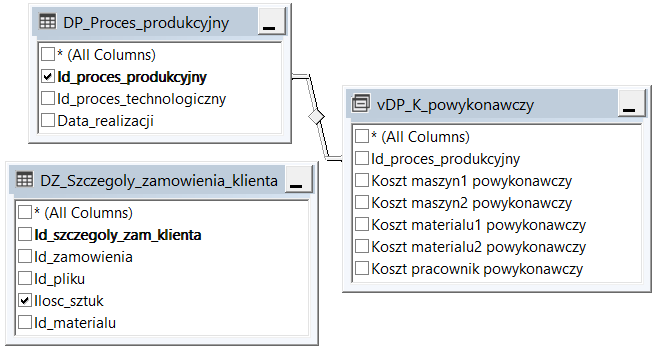 DP_Proces_produkcyjny
* (All Columns)
Id_proces_produkcyjny
Id_proces_technologiczny
Data_realizacji
vDP_K_powykonawczy
* (All Columns)
Id_proces_produkcyjny
Koszt maszyn1 powykonawczy
Koszt maszyn2 powykonawczy
Koszt materialu1 powykonawczy
Koszt materialu2 powykonawczy
Koszt pracownik powykonawczy
DZ_Szczegoly_zamowienia_klienta
* (All Columns)
Id_szczegoly_zam_klienta
Id_zamowienia
Id_pliku
Ilosc_sztuk
Id_materialu